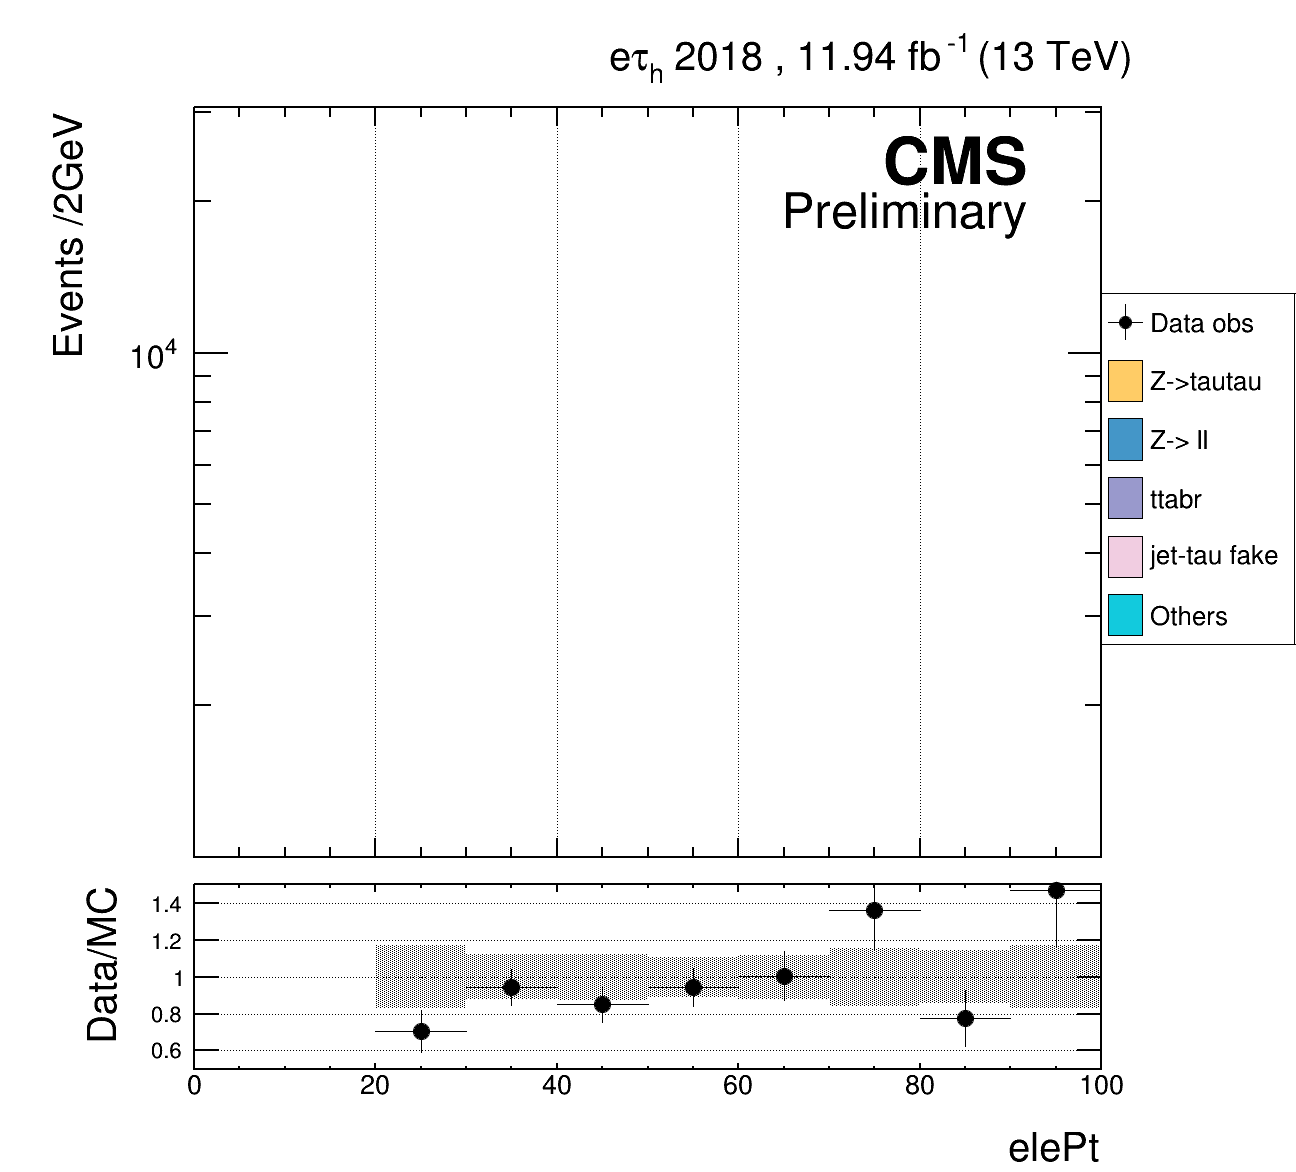 eτh 2018 , 11.94 fb-1 (13 TeV)
Events /2GeV
CMS
Preliminary
104
Data obs
Z->tautau
Z-> ll
ttabr
jet-tau fake
Others
Data/MC
1.4
1.2
1
0.8
0.6
0 20 40 60 80 100
elePt